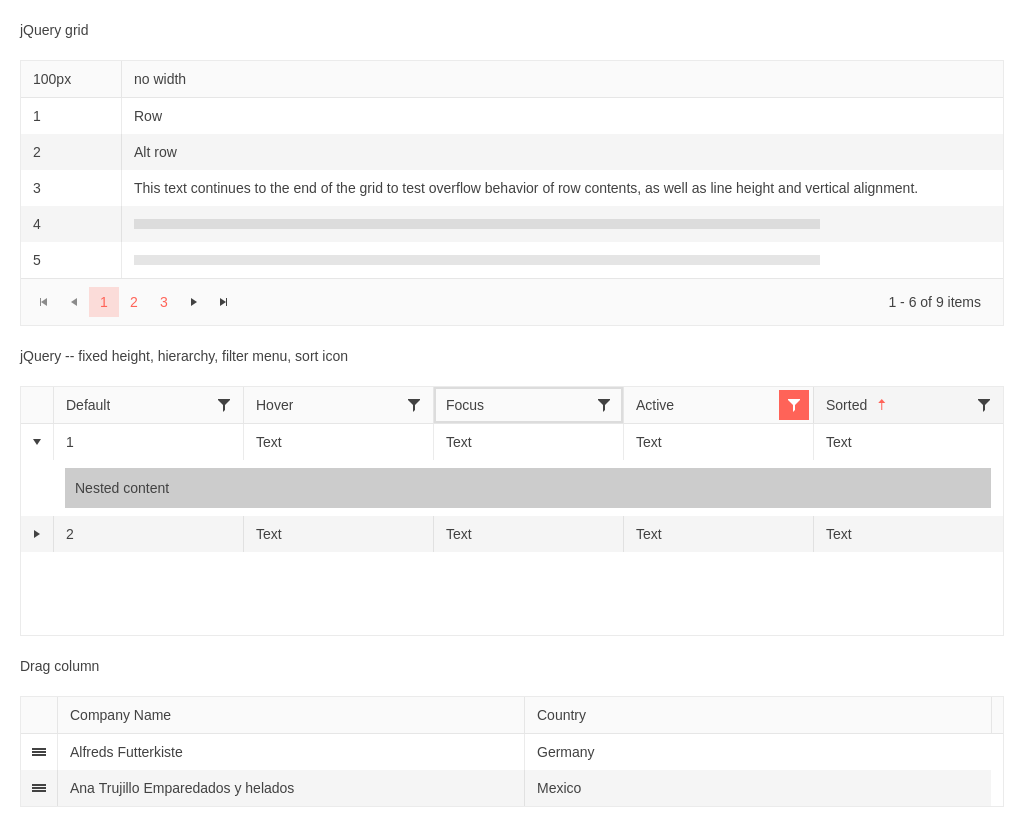 jQuery grid
100px no width
1 Row
2 Alt row
3 This text continues to the end of the grid to test overflow behavior of row contents, as well as line height and vertical alignment.
4
5
1 2 3 1 - 6 of 9 items
jQuery -- fixed height, hierarchy, filter menu, sort icon
Default Hover Focus Active Sorted
1 Text Text Text Text
Nested content
2 Text Text Text Text
Drag column
Company Name Country
Alfreds Futterkiste Germany
Ana Trujillo Emparedados y helados Mexico